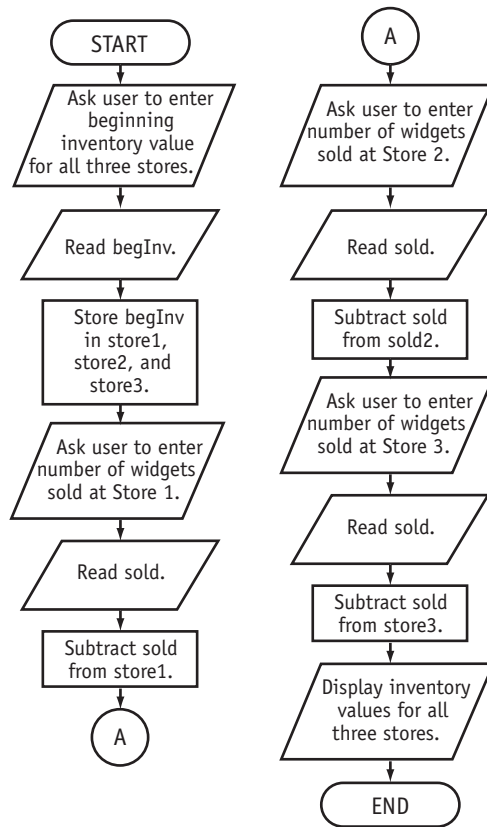 START
Ask user to enter
beginning
inventory value
for all three stores.
Read begInv.
Store begInv
in store1,
store2, and
store3.
Ask user to enter
number of widgets
sold at Store 1.
Read sold.
Subtract sold
from store1.
A
A
Ask user to enter
number of widgets
sold at Store 2.
Read sold.
Subtract sold
from sold2.
Ask user to enter
number of widgets
sold at Store 3.
Read sold.
Subtract sold
from store3.
Display inventory
values for all
three stores.
END